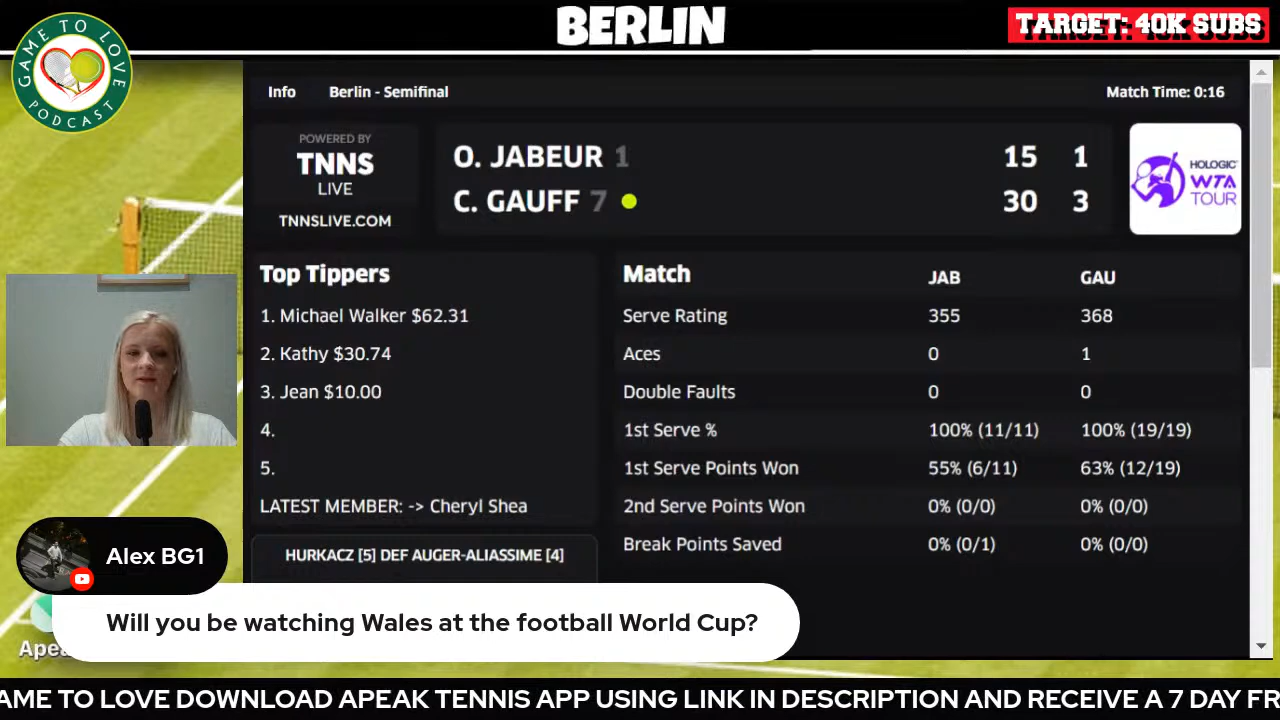 BERLIN
TARGET: 40K SUBS
GAME TO LOVE
PODCAST
Info
Berlin - Semifinal
Match Time: 0:16
POWERED BY
TNNS
LIVE
TNNSLIVE.COM
O. JABEUR 1 15 1
C. GAUFF 7 30 3
HOLOGIC
WTA
TOUR
Top Tippers
1. Michael Walker $62.31
2. Kathy $30.74
3. Jean $10.00
4.
5.
LATEST MEMBER: -> Cheryl Shea
HURKACZ [5] DEF AUGER-ALIASSIME [4]
Match JAB GAU
Serve Rating 355 368
Aces 0 1
Double Faults 0 0
1st Serve % 100% (11/11) 100% (19/19)
1st Serve Points Won 55% (6/11) 63% (12/19)
2nd Serve Points Won 0% (0/0) 0% (0/0)
Break Points Saved 0% (0/1) 0% (0/0)
Alex BG1
Will you be watching Wales at the football World Cup?
Apea
AME TO LOVE DOWNLOAD APEAK TENNIS APP USING LINK IN DESCRIPTION AND RECEIVE A 7 DAY FR